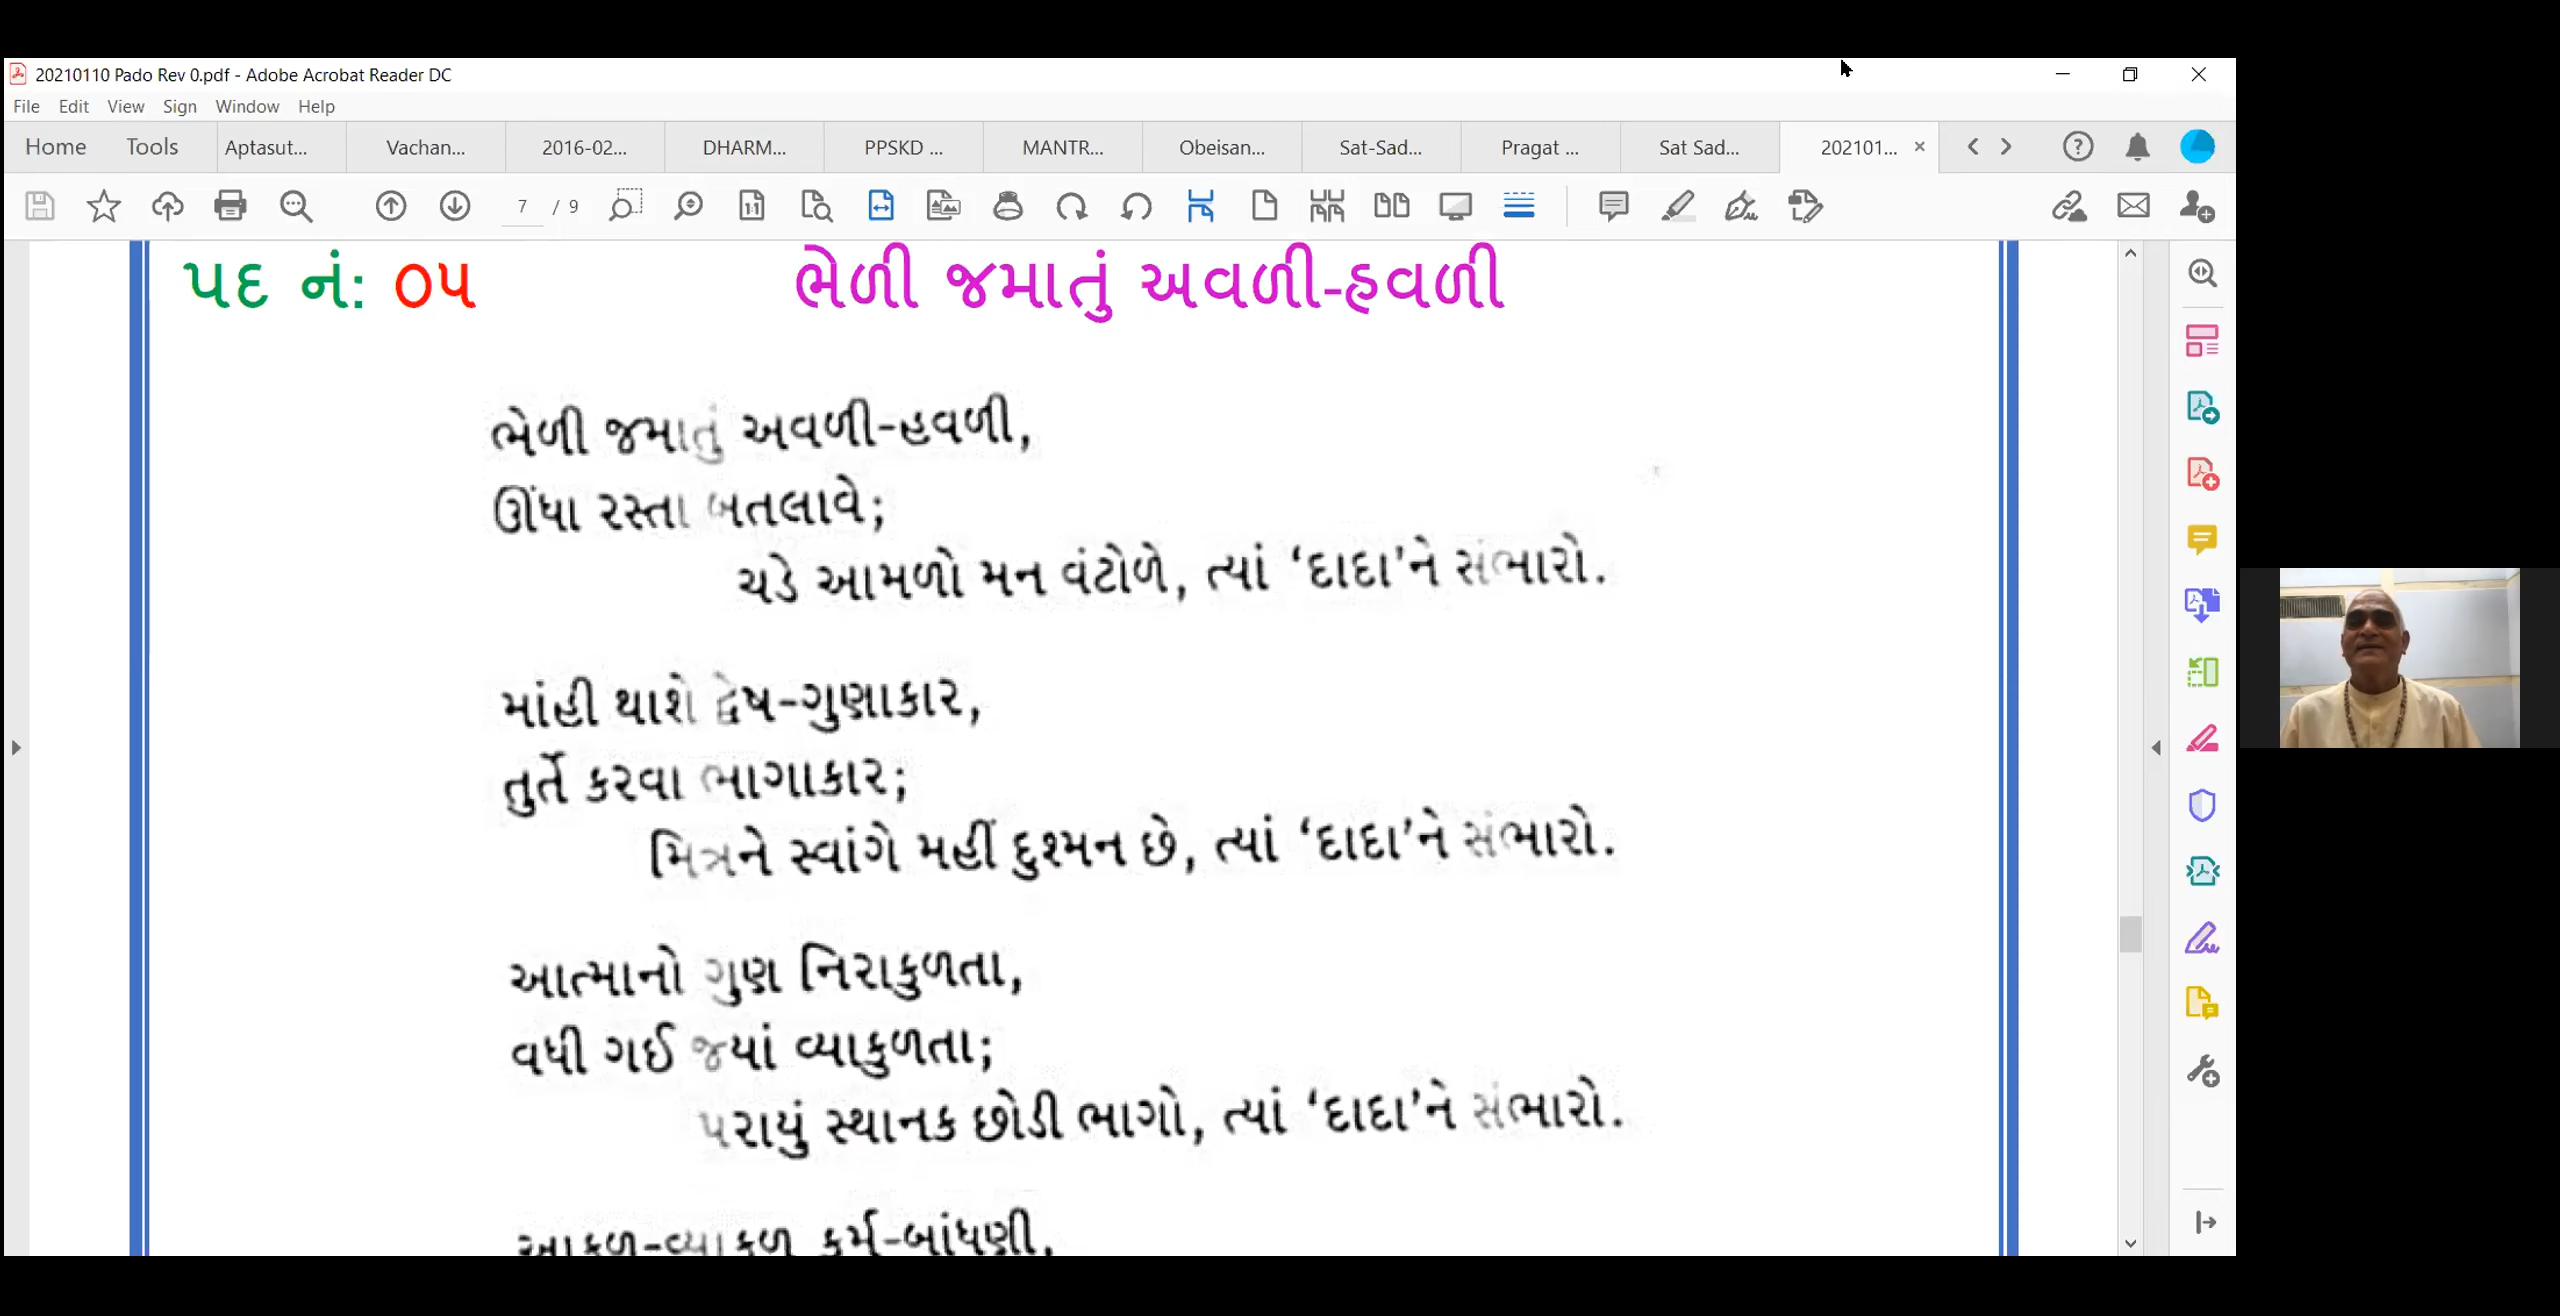 20210110 Pado Rev 0.pdf - Adobe Acrobat Reader DC
File Edit View Sign Window Help
Home Tools Aptasut... Vachan... 2016-02... DHARM... PPSKD ... MANTR... Obeisan... Sat-Sad... Pragat ... Sat Sad... 202101...
7 / 9
પદ નં: ૦૫ ભેળી જમાતું અવળી-હવળી
ભેળી જમાતું અવળી-હવળી,
ઊંધા રસ્તા બતલાવે;
ચડે આમળો મન વંટોળે, ત્યાં ‘દાદા’ને સંભારો.
માંહી થાશે દ્વેષ-ગુણાકાર,
તુર્તે કરવા ભાગાકાર;
મિત્રને સ્વાંગે મહીં દુશ્મન છે, ત્યાં ‘દાદા’ને સંભારો.
આત્માનો ગુણ નિરાકુળતા,
વધી ગઈ જ્યાં વ્યાકુળતા;
પરાયું સ્થાનક છોડી ભાગો, ત્યાં ‘દાદા’ને સંભારો.
આકુળ-વ્યાકુળ કર્મ-બાંધણી,